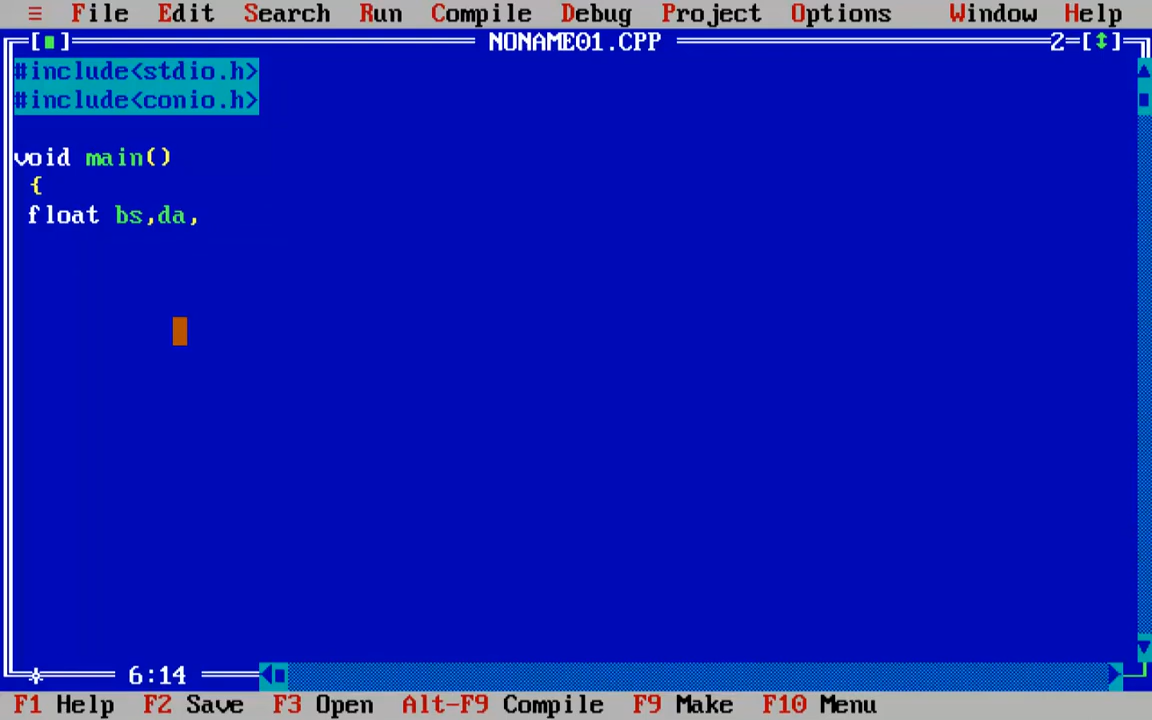 ≡ File Edit Search Run Compile Debug Project Options Window Help
[■] NONAME01.CPP 2=[↕]
#include<stdio.h>
#include<conio.h>
void main()
{
float bs,da,
6:14
F1 Help F2 Save F3 Open Alt-F9 Compile F9 Make F10 Menu